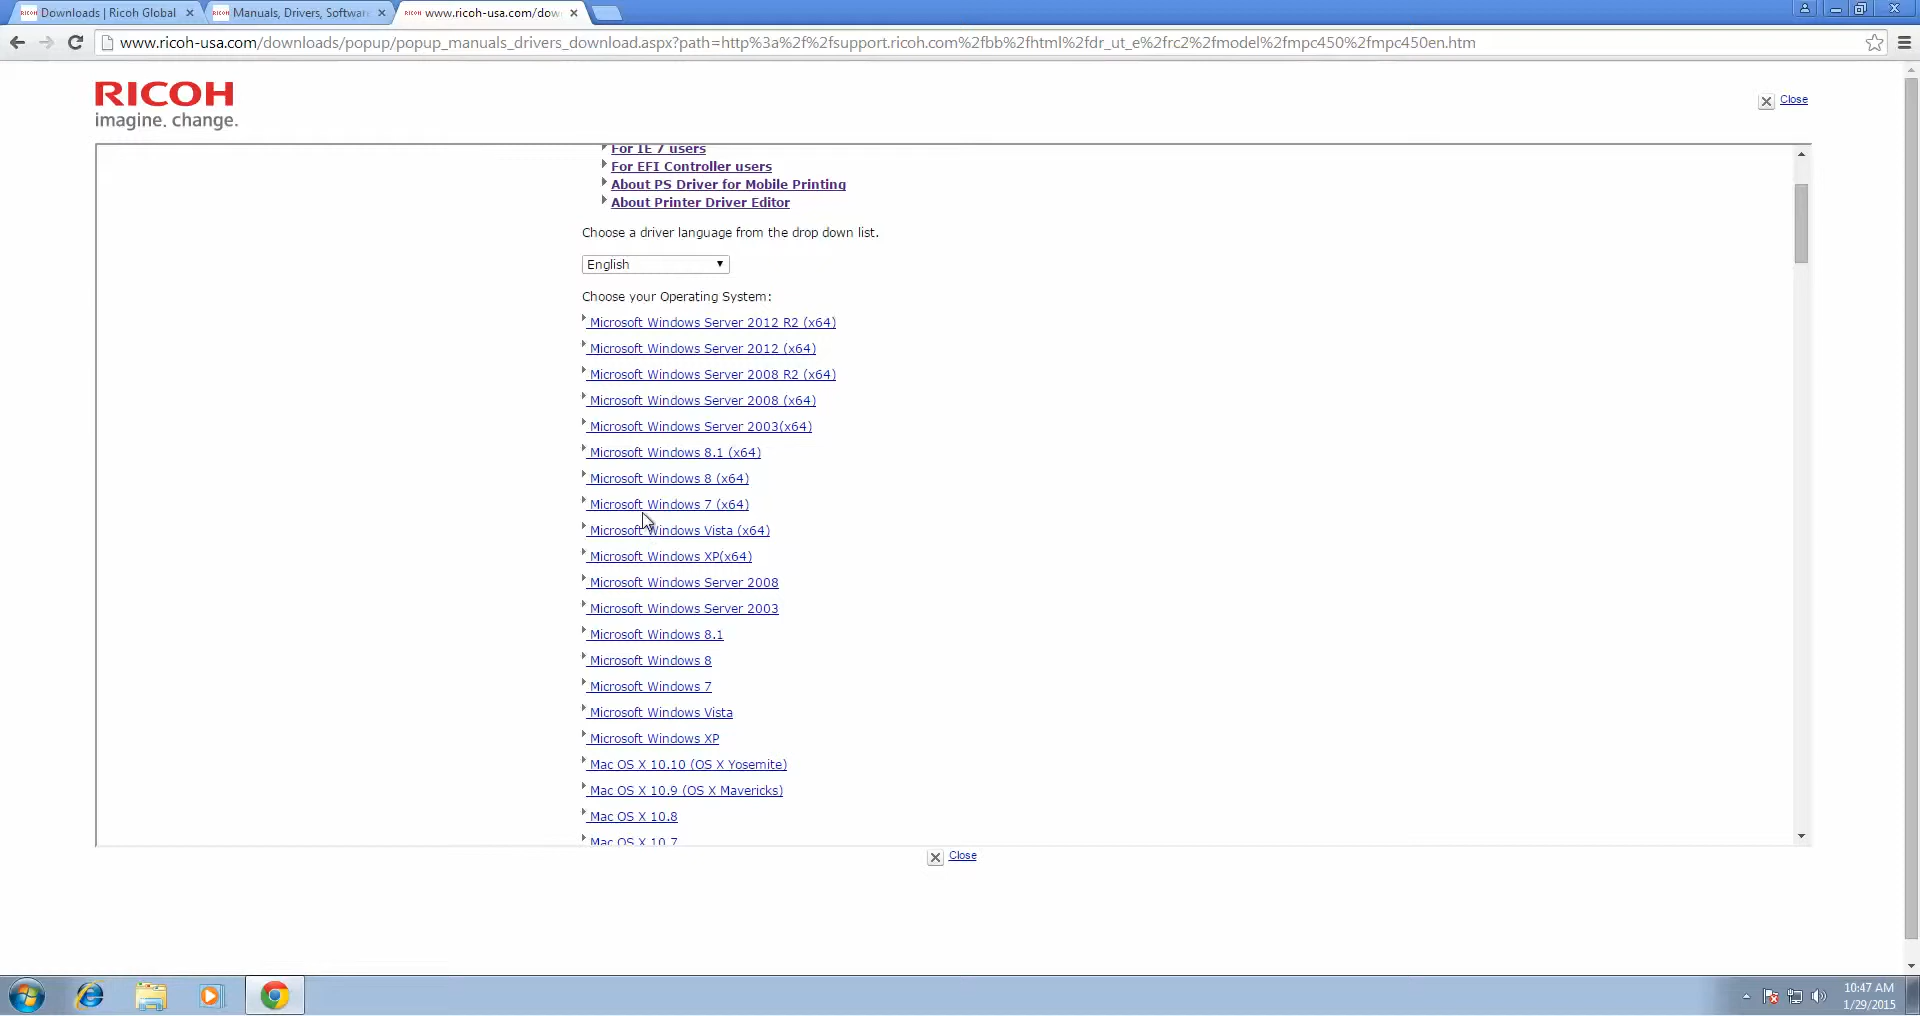 Downloads | Ricoh Global
Manuals, Drivers, Software
www.ricoh-usa.com/dow
www.ricoh-usa.com/downloads/popup/popup_manuals_drivers_download.aspx?path=http%3a%2f%2fsupport.ricoh.com%2fbb%2fhtml%2fdr_ut_e%2frc2%2fmodel%2fmpc450%2fmpc450en.htm
RICOH
imagine. change.
Close
For IE 7 users
For EFI Controller users
About PS Driver for Mobile Printing
About Printer Driver Editor
Choose a driver language from the drop down list.
English
Choose your Operating System:
Microsoft Windows Server 2012 R2 (x64)
Microsoft Windows Server 2012 (x64)
Microsoft Windows Server 2008 R2 (x64)
Microsoft Windows Server 2008 (x64)
Microsoft Windows Server 2003(x64)
Microsoft Windows 8.1 (x64)
Microsoft Windows 8 (x64)
Microsoft Windows 7 (x64)
Microsoft Windows Vista (x64)
Microsoft Windows XP(x64)
Microsoft Windows Server 2008
Microsoft Windows Server 2003
Microsoft Windows 8.1
Microsoft Windows 8
Microsoft Windows 7
Microsoft Windows Vista
Microsoft Windows XP
Mac OS X 10.10 (OS X Yosemite)
Mac OS X 10.9 (OS X Mavericks)
Mac OS X 10.8
Mac OS X 10.7
Close
10:47 AM
1/29/2015